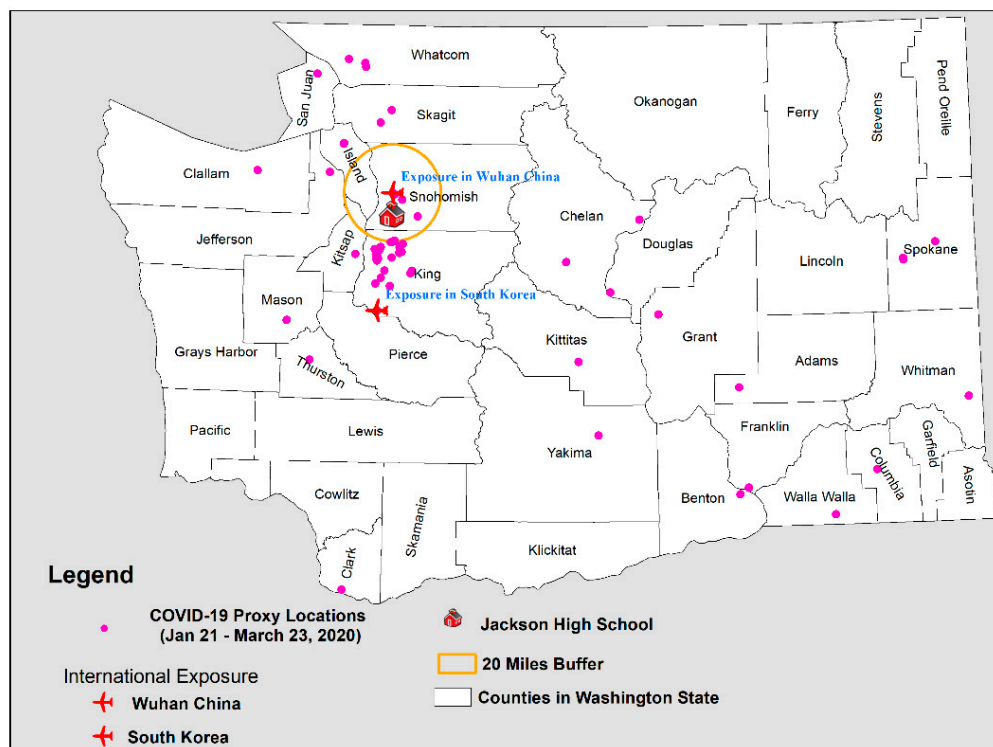 Whatcom
San Juan
Skagit
Okanogan
Ferry
Stevens
Pend Oreille
Island
Clallam
Exposure in Wuhan China
Snohomish
Chelan
Jefferson
Kitsap
Douglas
Lincoln
Spokane
King
Exposure in South Korea
Mason
Grays Harbor
Thurston
Pierce
Kittitas
Grant
Adams
Whitman
Pacific
Lewis
Yakima
Franklin
Garfield
Columbia
Asotin
Benton
Walla Walla
Cowlitz
Skamania
Klickitat
Clark
Legend
COVID-19 Proxy Locations
(Jan 21 - March 23, 2020)
International Exposure
Wuhan China
South Korea
Jackson High School
20 Miles Buffer
Counties in Washington State